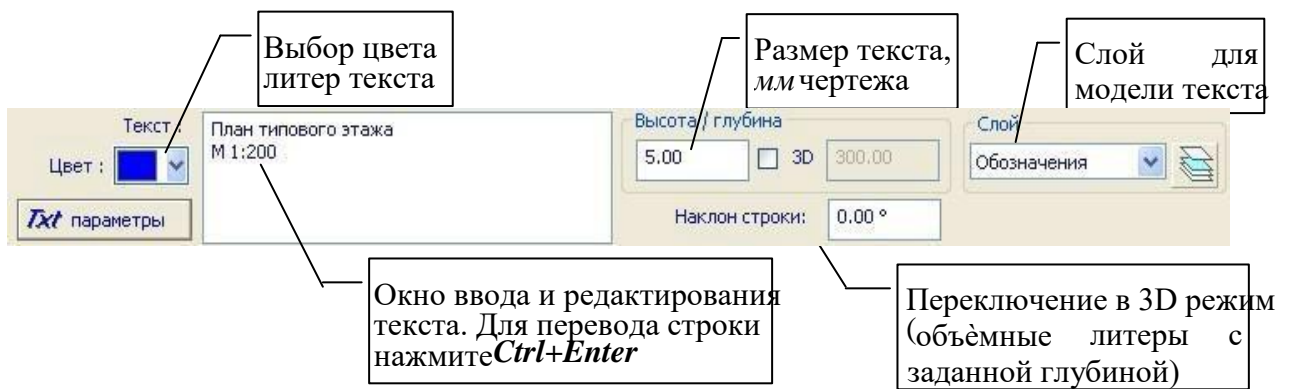 Выбор цвета
литер текста
Размер текста,
мм чертежа
Слой для
модели текста
Текст :
Цвет :
Txt параметры
План типового этажа
М 1:200
Высота / глубина
5.00
3D
300.00
Наклон строки:
0.00 °
Слой
Обозначения
Окно ввода и редактирования
текста. Для перевода строки
нажмите Ctrl+Enter
Переключение в 3D режим
(объѐмные литеры с
заданной глубиной)